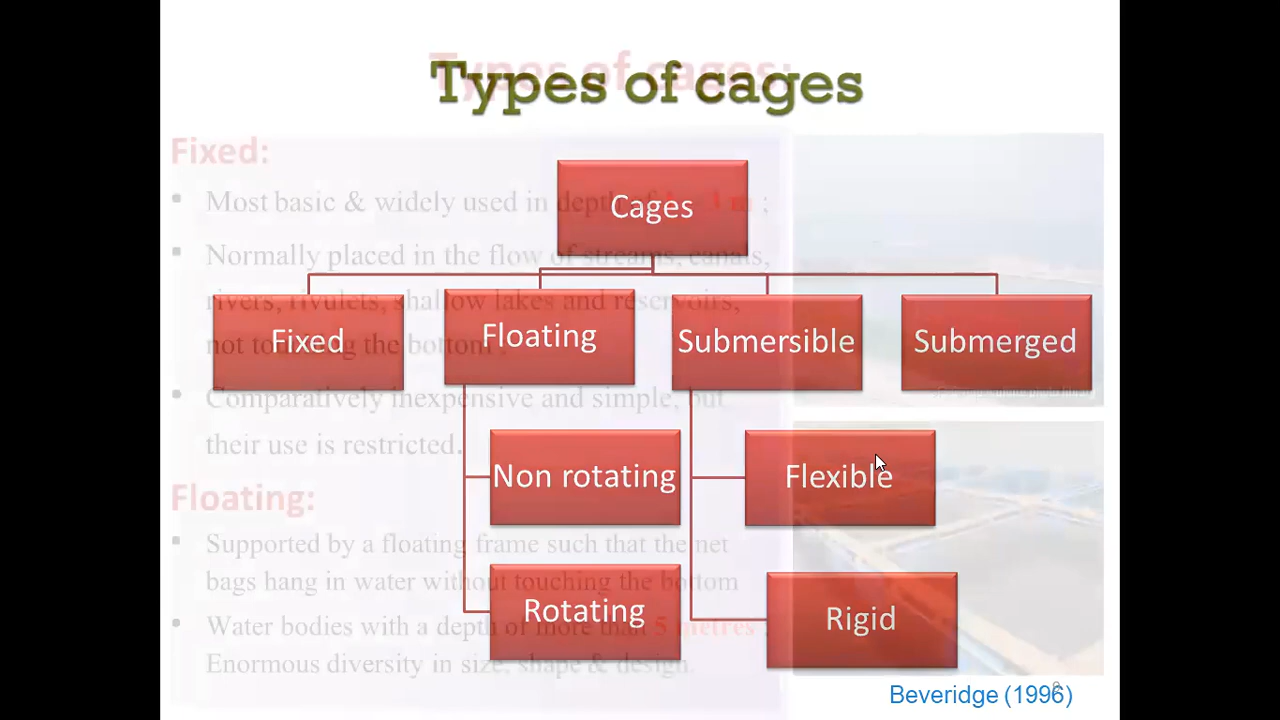 Types of cages
Types of cages:
Cages
Fixed
Floating
Submersible
Submerged
Non rotating
Flexible
Rotating
Rigid
Beveridge (1996)
Fixed:
Most basic & widely used in depth
Normally placed in the flow of streams, canals,
rivers, rivulets, shallow lakes and reservoirs,
not touching the bottom
Comparatively inexpensive and simple, but
their use is restricted.
Floating:
Supported by a floating frame such that the net
bags hang in water without touching the bottom
Water bodies with a depth of more than 5 metres ;
Enormous diversity in size, shape & design.